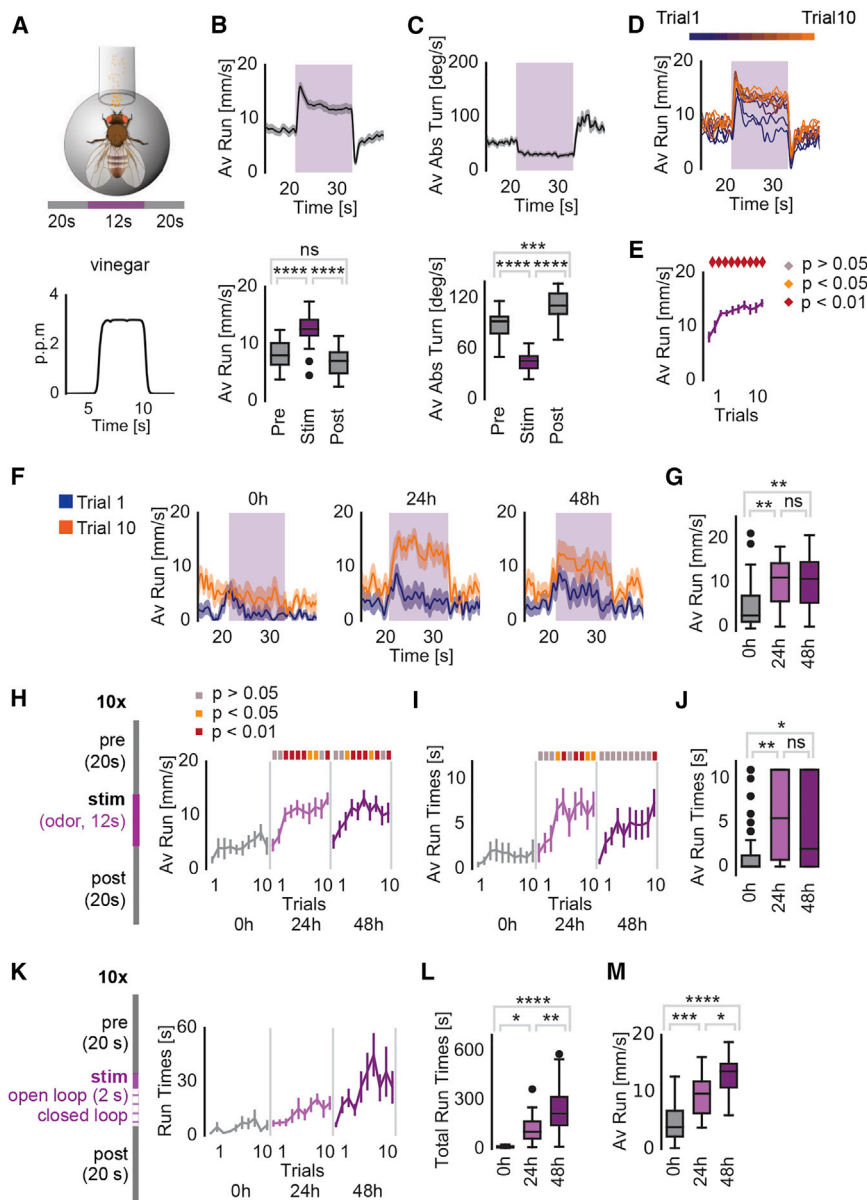 A
20s 12s 20s
vinegar
p.p.m
4
2
0
5 10
Time [s]
B
Av Run [mm/s]
20
10
0
20 30
Time [s]
ns
**** ****
Av Run [mm/s]
20
10
0
Pre Stim Post
C
Av Abs Turn [deg/s]
200
100
0
20 30
Time [s]
***
**** ****
Av Abs Turn [deg/s]
120
60
0
Pre Stim Post
D
Trial1 Trial10
Av Run [mm/s]
20
10
0
20 30
Time [s]
E
Av Run [mm/s]
20
10
0
1 10
Trials
p > 0.05
p < 0.05
p < 0.01
F
Trial 1
Trial 10
Av Run [mm/s]
0h 24h 48h
20 20 20
10 10 10
0 0 0
20 30 20 30 20 30
Time [s]
G
**
** ns
Av Run [mm/s]
20
10
0
0h 24h 48h
H
10x
pre
(20s)
stim
(odor, 12s)
post
(20s)
p > 0.05
p < 0.05
p < 0.01
Av Run [mm/s]
20
10
0
1 10 1 10 1 10
Trials
0h 24h 48h
I
Av Run Times [s]
10
5
0
1 10 1 10 1 10
Trials
0h 24h 48h
J
*
** ns
Av Run Times [s]
10
5
0
0h 24h 48h
K
10x
pre
(20 s)
stim
open loop (2 s)
closed loop
post
(20 s)
Run Times [s]
60
30
0
1 10 1 10 1 10
Trials
0h 24h 48h
L
****
* **
Total Run Times [s]
600
300
0
0h 24h 48h
M
****
*** *
Av Run [mm/s]
20
10
0
0h 24h 48h